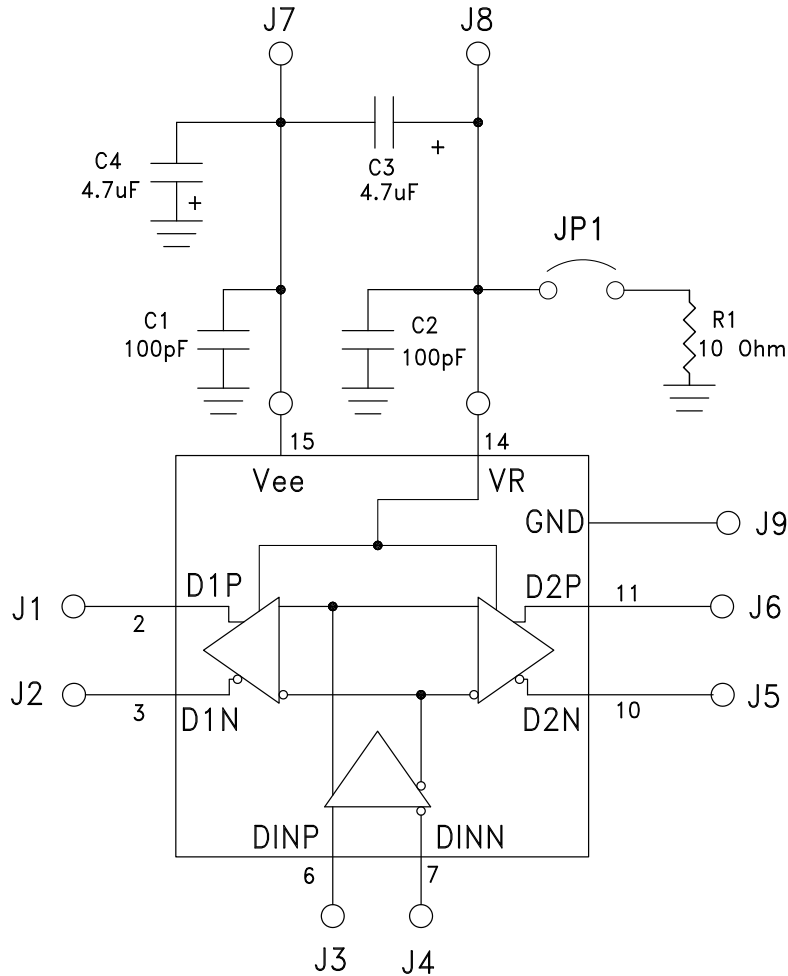 J7
J8
C4
4.7uF
+
C3
4.7uF
+
JP1
C1
100pF
C2
100pF
R1
10 Ohm
15
14
Vee
VR
GND
J9
J1
D1P
2
D2P
11
J6
J2
3
D1N
D2N
10
J5
DINP
DINN
6
7
J3
J4